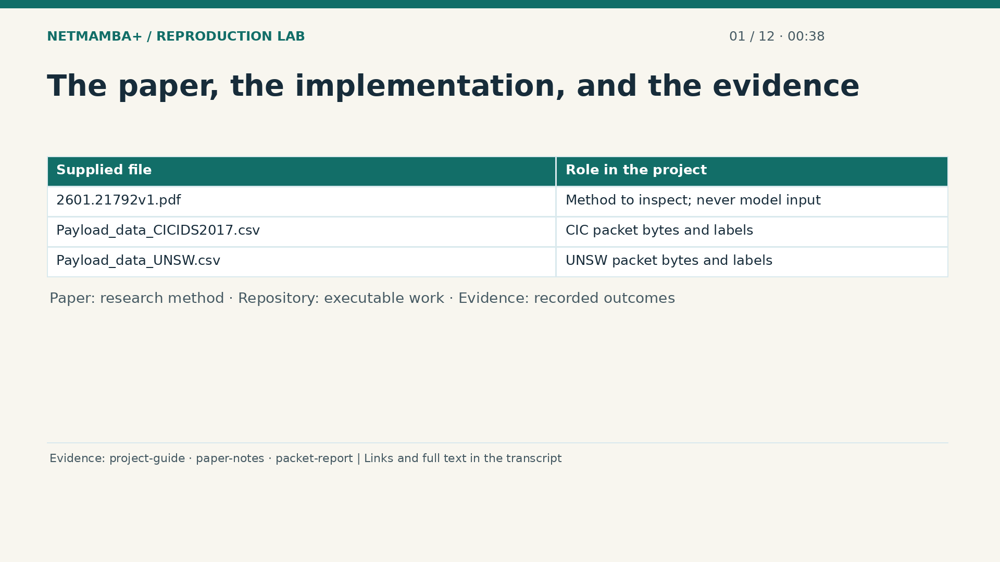 NETMAMBA+ / REPRODUCTION LAB
01 / 12 · 00:38
The paper, the implementation, and the evidence
Supplied file
Role in the project
2601.21792v1.pdf
Method to inspect; never model input
Payload_data_CICIDS2017.csv
CIC packet bytes and labels
Payload_data_UNSW.csv
UNSW packet bytes and labels
Paper: research method · Repository: executable work · Evidence: recorded outcomes
Evidence: project-guide · paper-notes · packet-report | Links and full text in the transcript